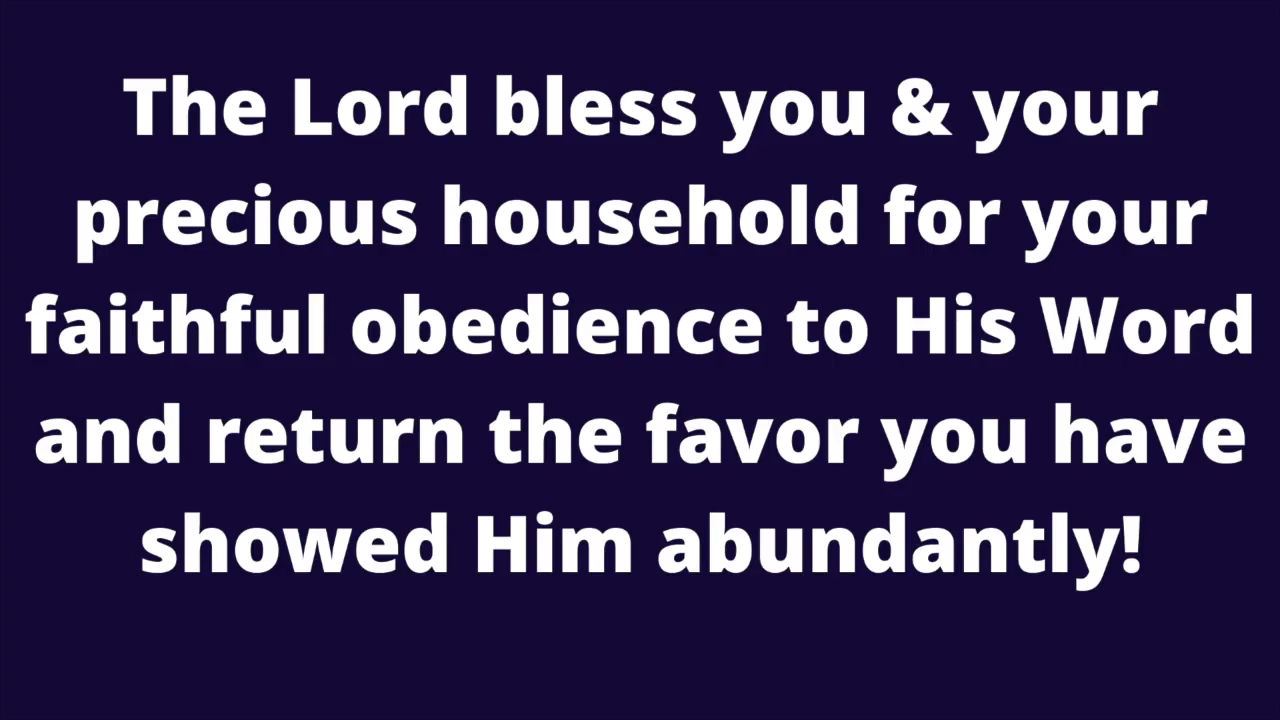 The Lord bless you & your
precious household for your
faithful obedience to His Word
and return the favor you have
showed Him abundantly!